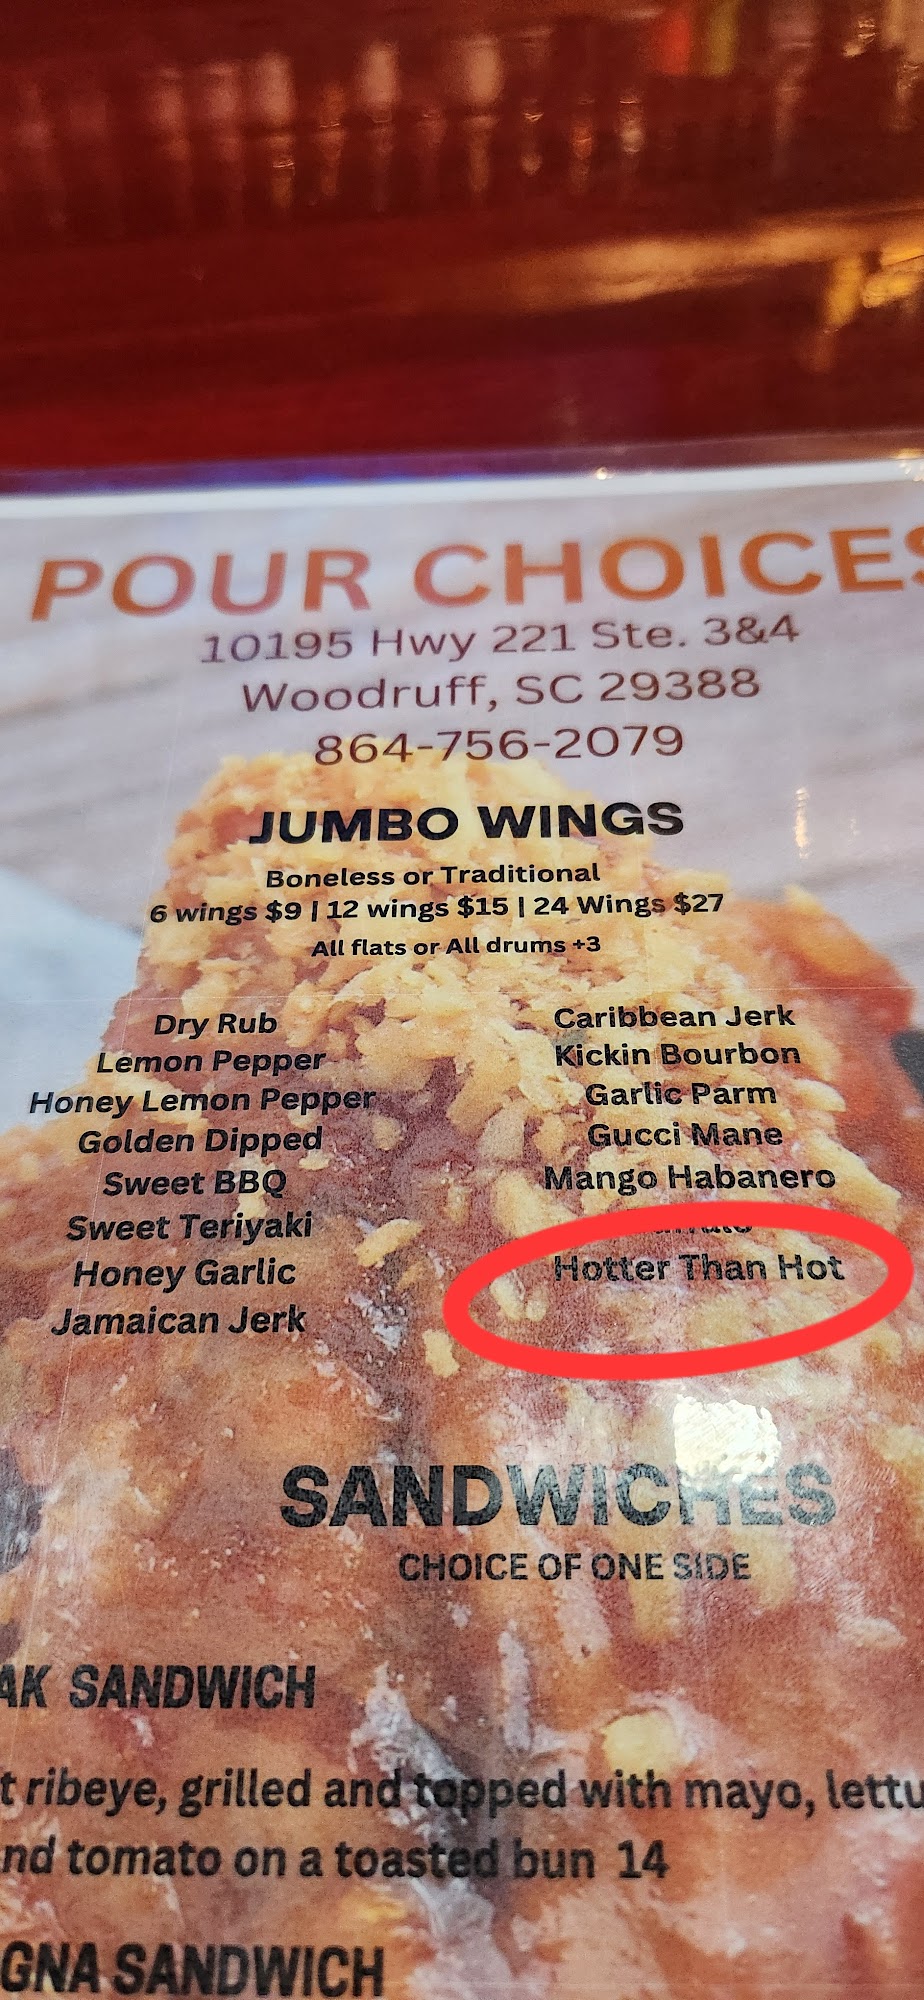 POUR CHOICES
10195 Hwy 221 Ste. 3&4
Woodruff, SC 29388
864-756-2079
JUMBO WINGS
Boneless or Traditional
6 wings $9 | 12 wings $15 | 24 Wings $27
All flats or All drums +3
Dry Rub
Lemon Pepper
Honey Lemon Pepper
Golden Dipped
Sweet BBQ
Sweet Teriyaki
Honey Garlic
Jamaican Jerk
Caribbean Jerk
Kickin Bourbon
Garlic Parm
Gucci Mane
Mango Habanero
Hotter Than Hot
SANDWICHES
CHOICE OF ONE SIDE
AK SANDWICH
t ribeye, grilled and topped with mayo, lettu
nd tomato on a toasted bun 14
GNA SANDWICH